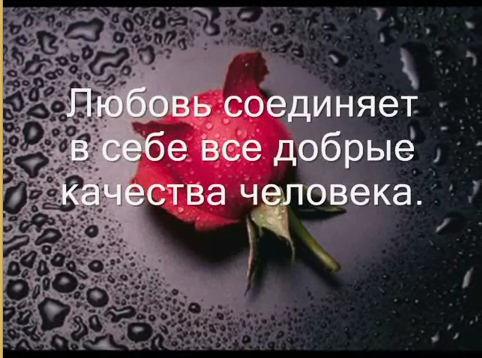 Любовь соединяет
в себе все добрые
качества человека.